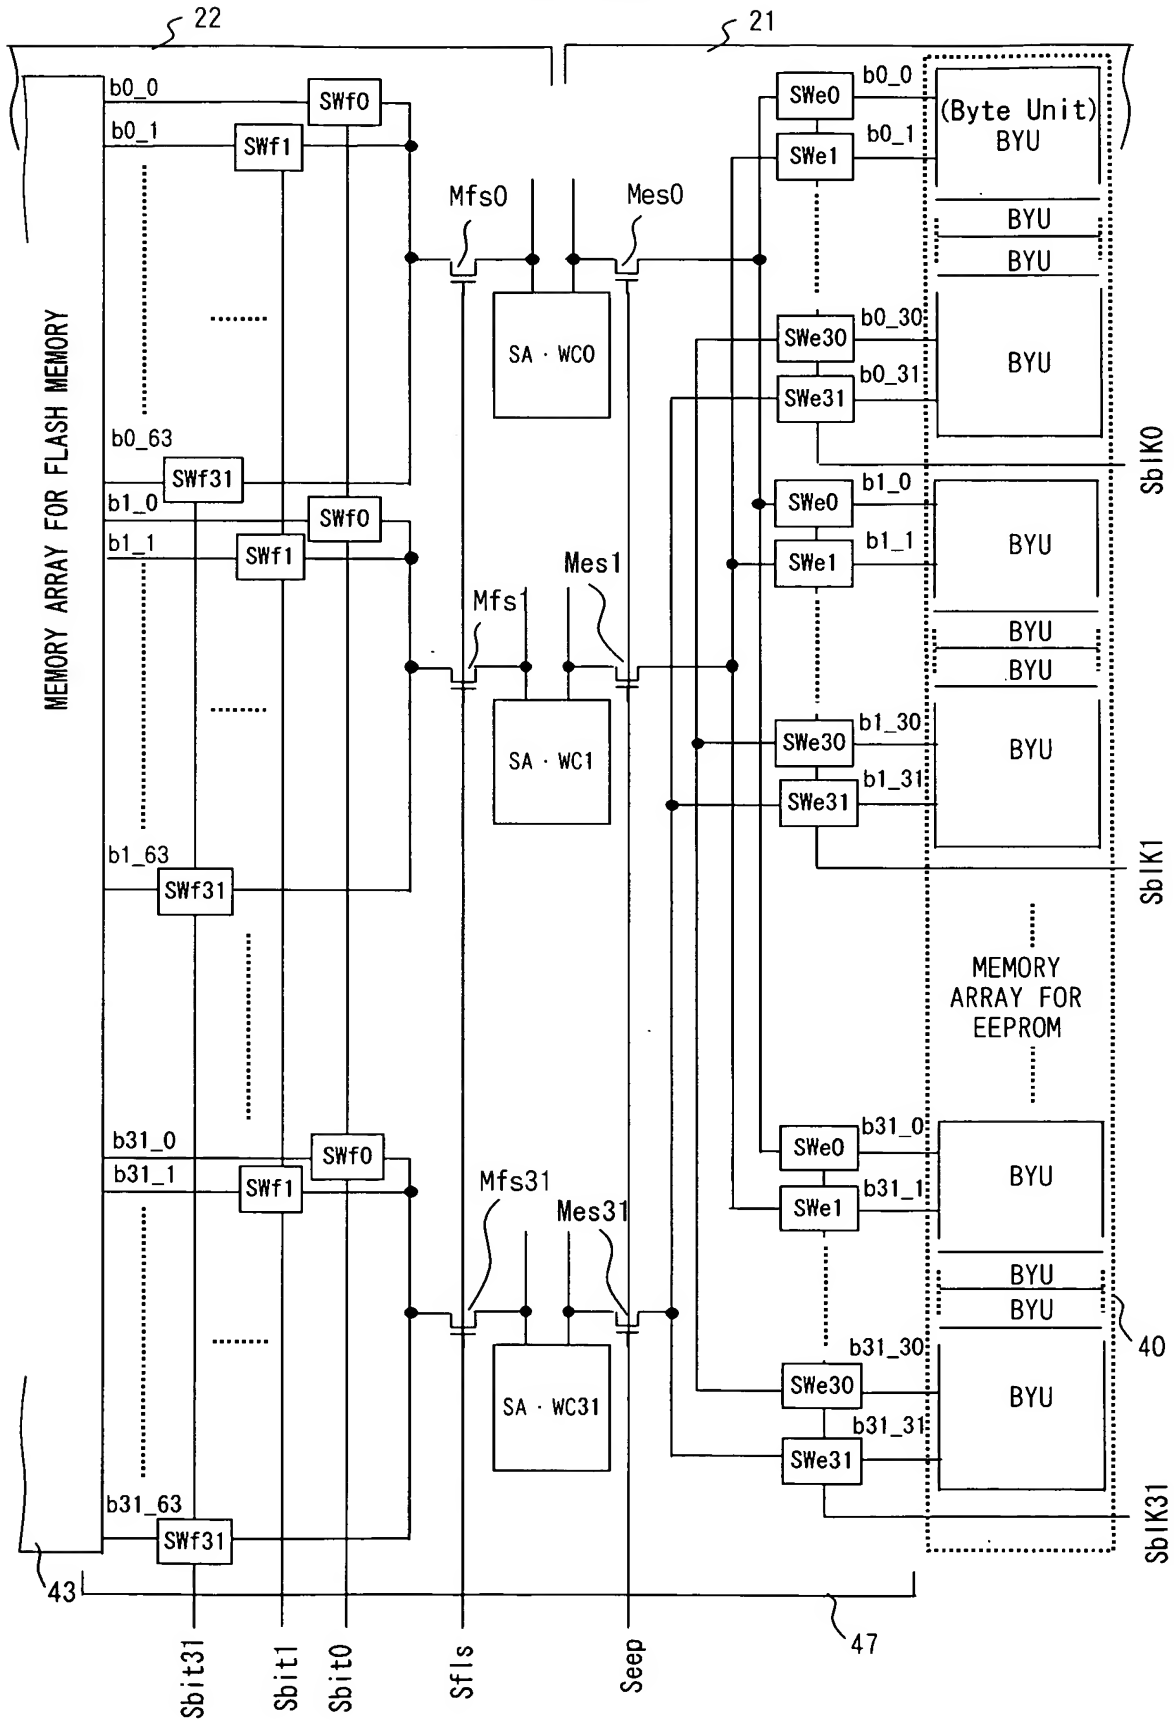 22
21
b0_0
SWf0
b0_1
SWf1
Mfs0
Mes0
SWe0
b0_0
SWe1
b0_1
(Byte Unit)
BYU
BYU
BYU
SA · WC0
SWe30
b0_30
SWe31
b0_31
BYU
SblK0
MEMORY ARRAY FOR FLASH MEMORY
b0_63
SWf31
b1_0
SWf0
b1_1
SWf1
Mfs1
Mes1
SWe0
b1_0
SWe1
b1_1
BYU
BYU
BYU
SA · WC1
SWe30
b1_30
SWe31
b1_31
BYU
SblK1
b1_63
SWf31
MEMORY
ARRAY FOR
EEPROM
b31_0
SWf0
b31_1
SWf1
Mfs31
Mes31
SWe0
b31_0
SWe1
b31_1
BYU
BYU
BYU
40
SA · WC31
SWe30
b31_30
SWe31
b31_31
BYU
SblK31
b31_63
SWf31
43
47
Sbit31
Sbit1
Sbit0
Sfls
Seep